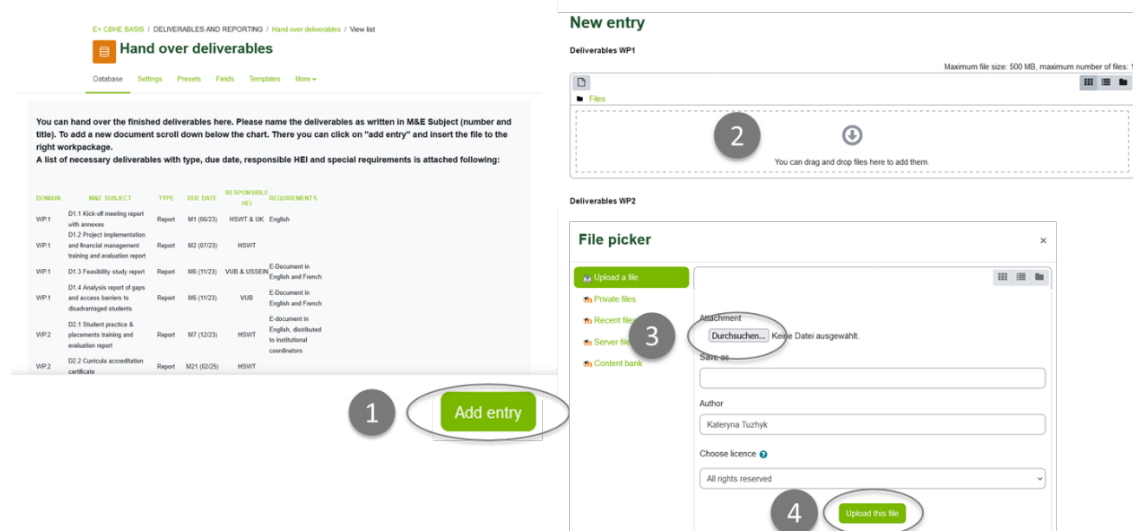 E+ CBHE BASIS / DELIVERABLES AND REPORTING / Hand over deliverables / View list
Hand over deliverables
Database Settings Presets Fields Templates More
You can hand over the finished deliverables here. Please name the deliverables as written in M&E Subject (number and
title). To add a new document scroll down below the chart. There you can click on "add entry" and insert the file to the
right workpackage.
A list of necessary deliverables with type, due date, responsible HEI and special requirements is attached following:
DOMAIN M&E SUBJECT TYPE DUE DATE RESPONSIBLE HEI REQUIREMENTS
WP.1 D1.1 Kick-off meeting report with annexes Report M1 (06/23) HSWT & UK English
WP.1 D1.2 Project implementation and financial management training and evaluation report Report M2 (07/23) HSWT
WP.1 D1.3 Feasibility study report Report M6 (11/23) VUB & USSEIN E-Document in English and French
WP.1 D1.4 Analysis report of gaps and access barriers to disadvantaged students Report M6 (11/23) VUB E-Document in English and French
WP.2 D2.1 Student practice & placements training and evaluation report Report M7 (12/23) HSWT E-document in English, distributed to institutional coordinators
WP.2 D2.2 Curricula accreditation certificate Report M21 (02/25) HSWT
1
Add entry
New entry
Deliverables WP1
Maximum file size: 500 MB, maximum number of files: 1
Files
2
You can drag and drop files here to add them.
Deliverables WP2
File picker ×
Upload a file
Private files
Recent files
Server
Content bank
3
Attachment
Durchsuchen... Keine Datei ausgewählt.
Save as
Author
Kateryna Tuzhyk
Choose licence ?
All rights reserved
4
Upload this file